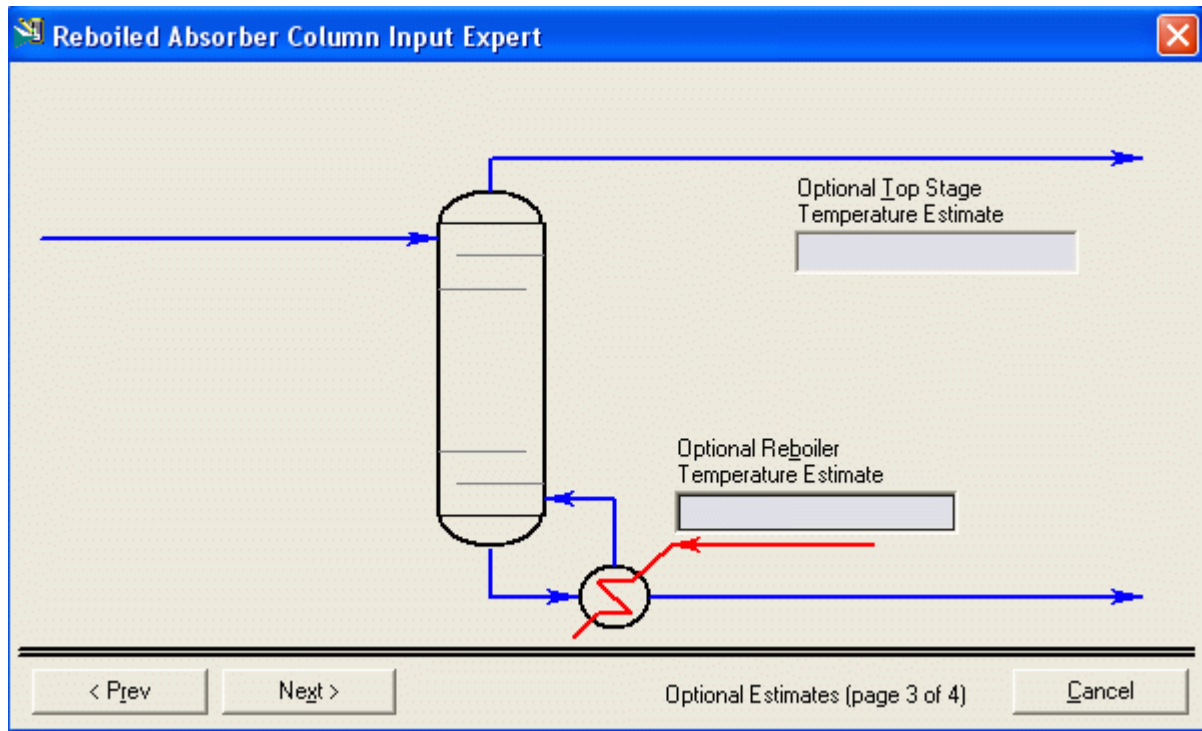 Reboiled Absorber Column Input Expert
Optional Top Stage
Temperature Estimate
Optional Reboiler
Temperature Estimate
< Prev
Next >
Optional Estimates (page 3 of 4)
Cancel